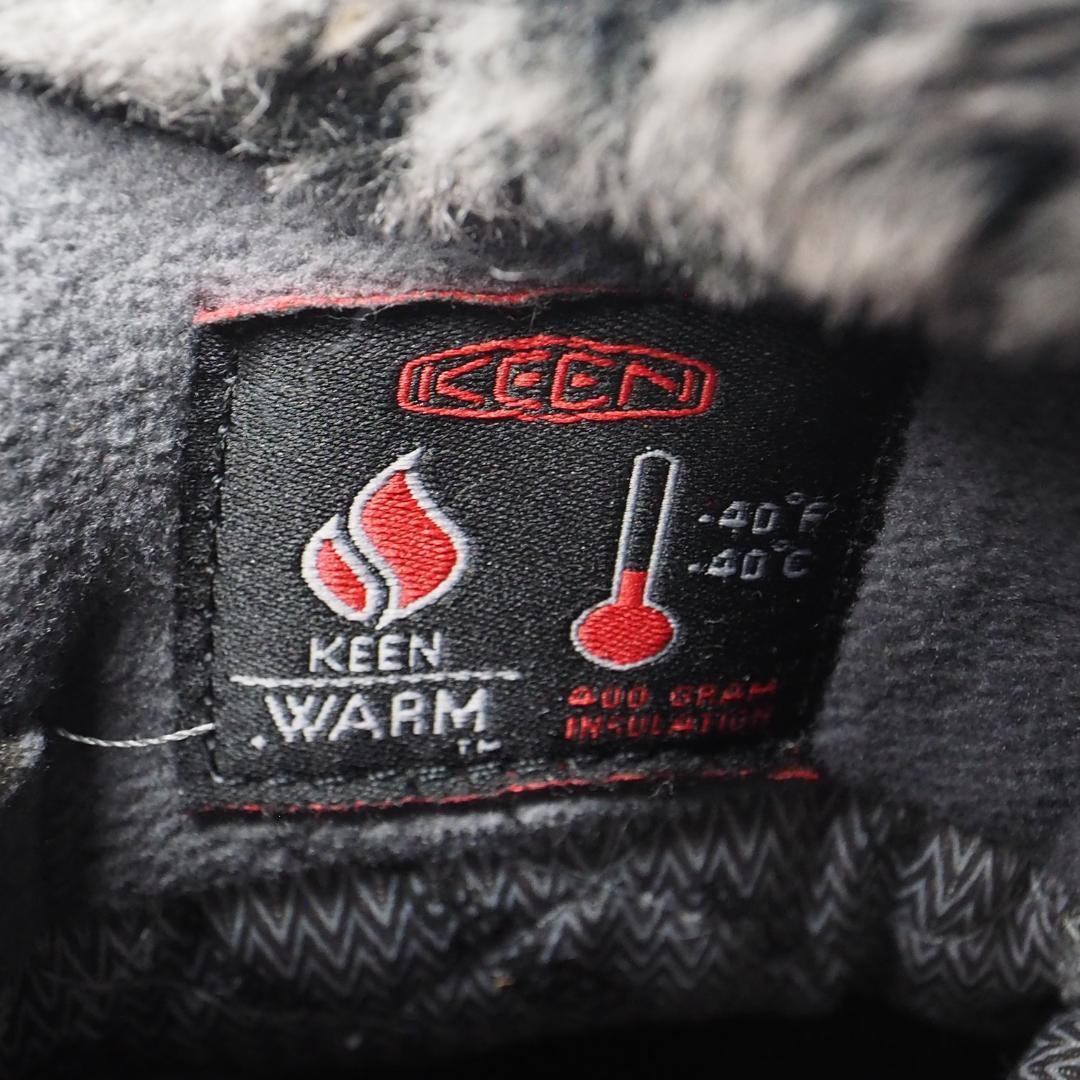 KEEN
-40°F
-40°C
KEEN
WARM
TM
400 GRAM
INSULATION